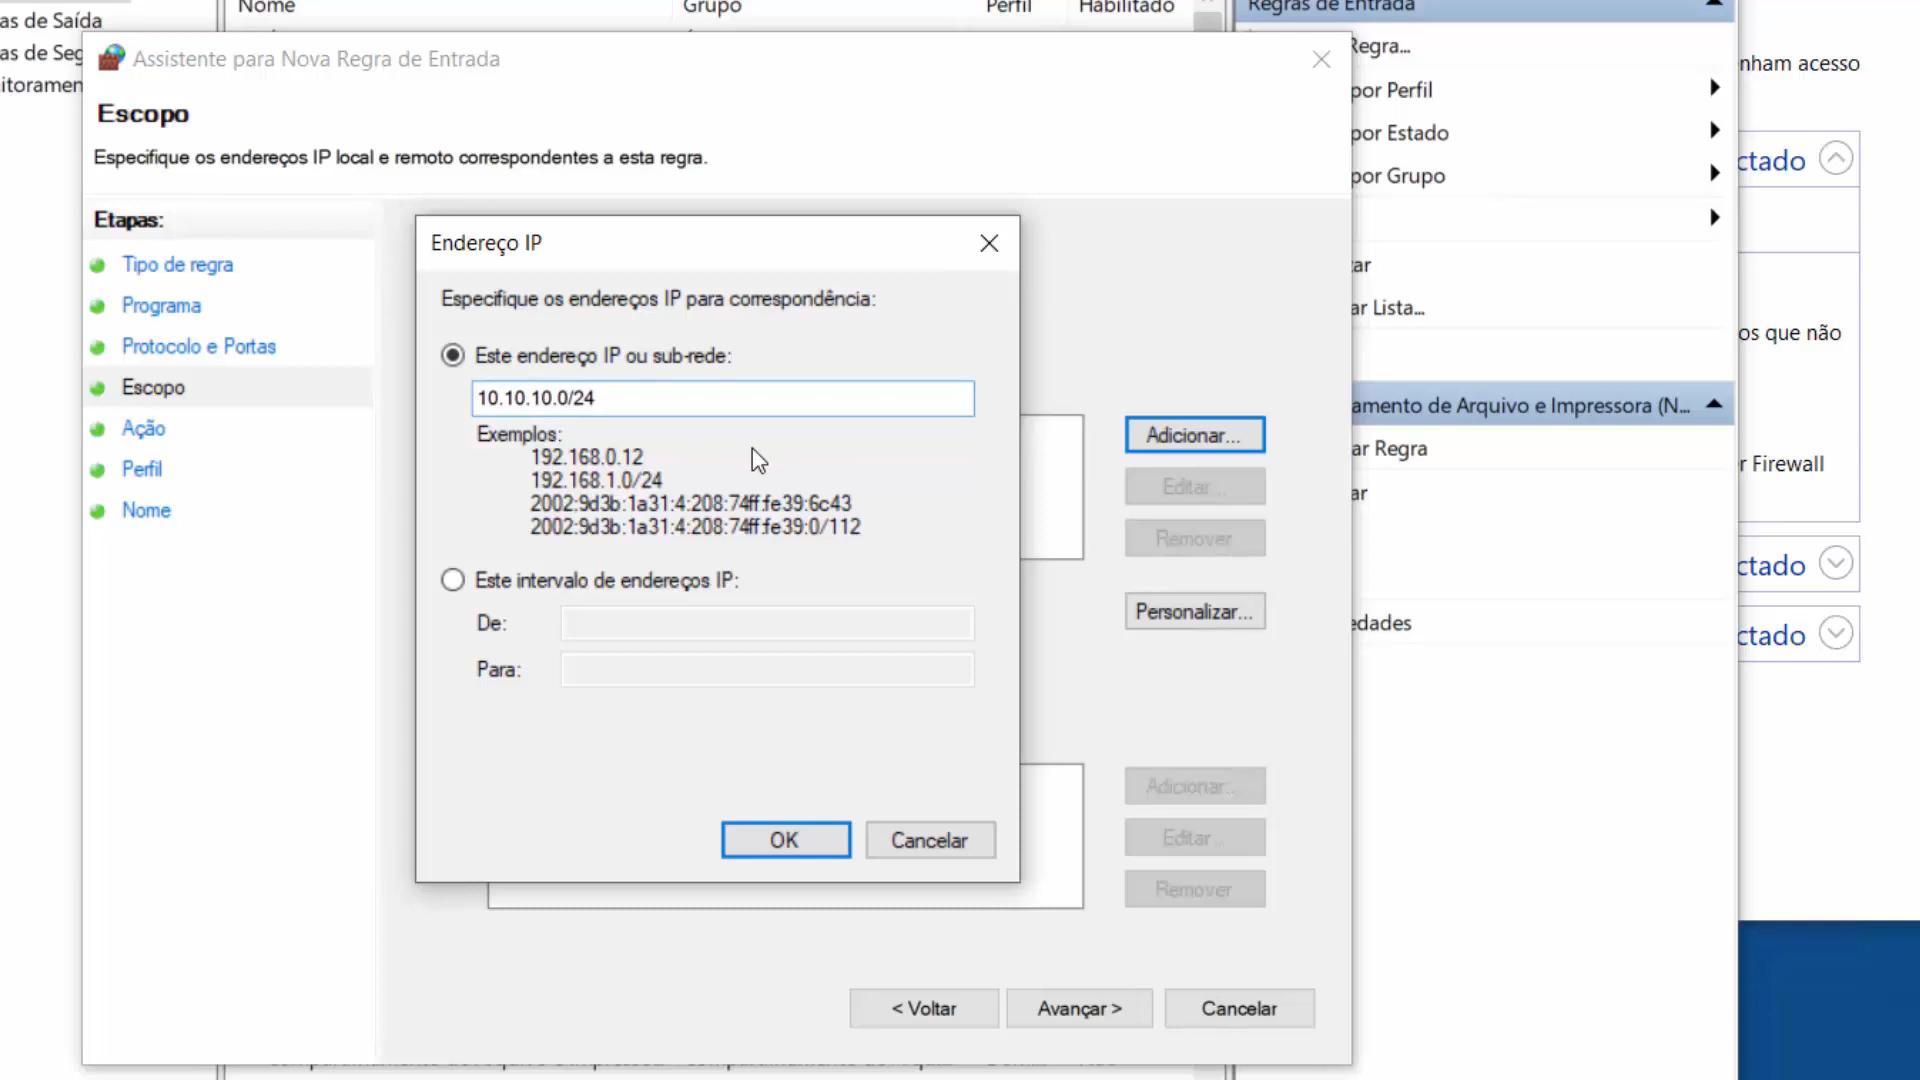 as de Saída
as de Seg
itoramen
Nome
Grupo
Perfil
Habilitado
Regras de Entrada
Regra...
por Perfil
por Estado
por Grupo
ar Lista...
amento de Arquivo e Impressora (N...
ar Regra
ar
edades
nham acesso
ctado
os que não
r Firewall
ctado
ctado
Assistente para Nova Regra de Entrada
Escopo
Especifique os endereços IP local e remoto correspondentes a esta regra.
Etapas:
Tipo de regra
Programa
Protocolo e Portas
Escopo
Ação
Perfil
Nome
Endereço IP
Especifique os endereços IP para correspondência:
Este endereço IP ou sub-rede:
10.10.10.0/24
Exemplos:
192.168.0.12
192.168.1.0/24
2002:9d3b:1a31:4:208:74ff:fe39:6c43
2002:9d3b:1a31:4:208:74ff:fe39:0/112
Este intervalo de endereços IP:
De:
Para:
OK
Cancelar
Adicionar...
Editar...
Remover
Personalizar...
Adicionar...
Editar...
Remover
< Voltar
Avançar >
Cancelar